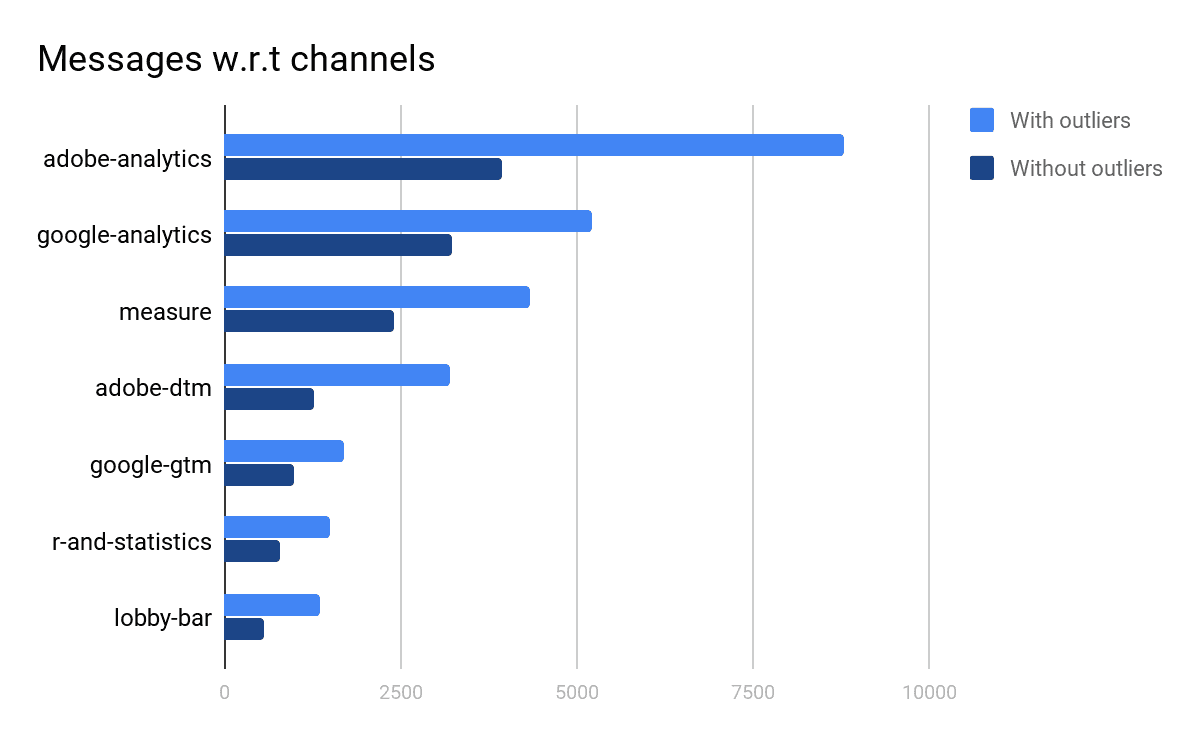 Messages w.r.t channels
With outliers
Without outliers
adobe-analytics
google-analytics
measure
adobe-dtm
google-gtm
r-and-statistics
lobby-bar
0 2500 5000 7500 10000